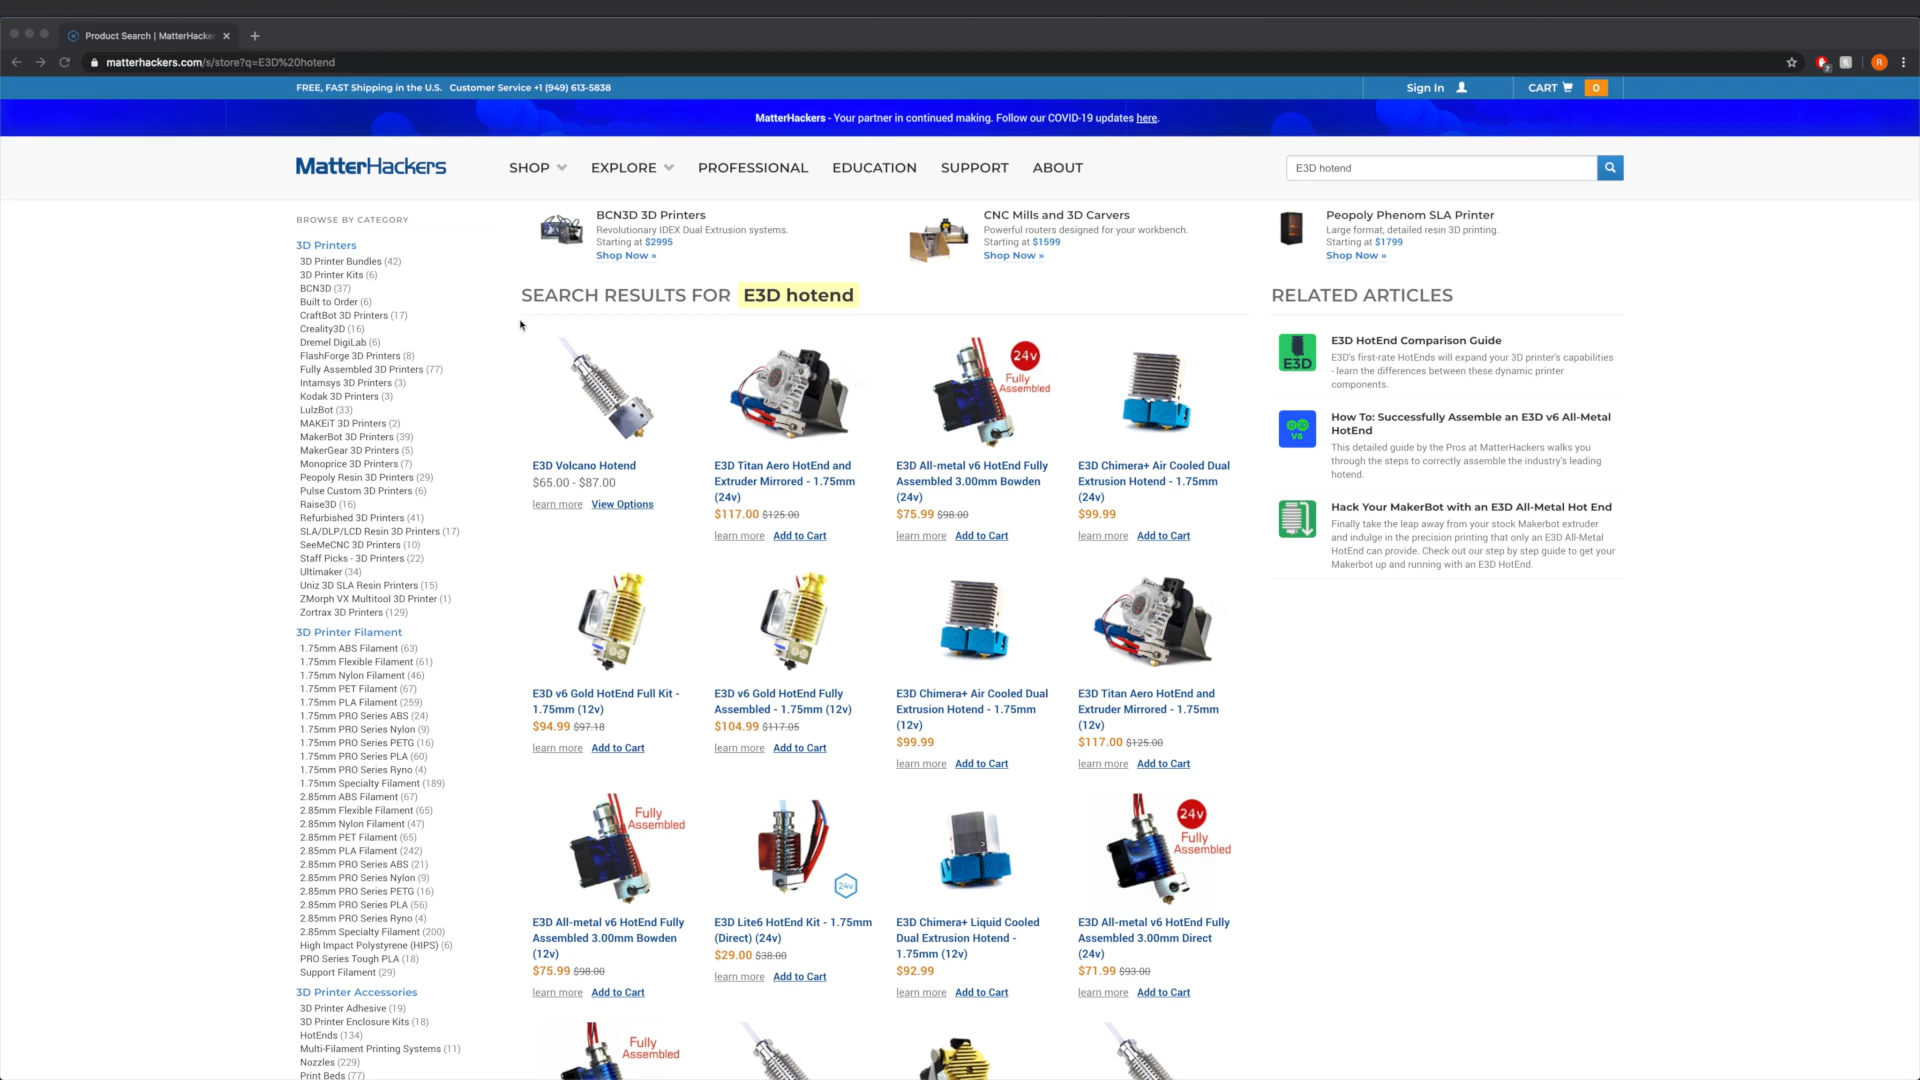 Product Search | MatterHacke
matterhackers.com/s/store?q=E3D%20hotend
R
FREE, FAST Shipping in the U.S. Customer Service +1 (949) 613-5838
Sign In
CART
0
MatterHackers - Your partner in continued making. Follow our COVID-19 updates here.
MatterHackers
SHOP
EXPLORE
PROFESSIONAL
EDUCATION
SUPPORT
ABOUT
E3D hotend
BROWSE BY CATEGORY
3D Printers
3D Printer Bundles (42)
3D Printer Kits (6)
BCN3D (37)
Built to Order (6)
CraftBot 3D Printers (17)
Creality3D (16)
Dremel DigiLab (6)
FlashForge 3D Printers (8)
Fully Assembled 3D Printers (77)
Intamsys 3D Printers (3)
Kodak 3D Printers (3)
LulzBot (33)
MAKEiT 3D Printers (2)
MakerBot 3D Printers (39)
MakerGear 3D Printers (5)
Monoprice 3D Printers (7)
Peopoly Resin 3D Printers (29)
Pulse Custom 3D Printers (6)
Raise3D (16)
Refurbished 3D Printers (41)
SLA/DLP/LCD Resin 3D Printers (17)
SeeMeCNC 3D Printers (10)
Staff Picks - 3D Printers (22)
Ultimaker (34)
Uniz 3D SLA Resin Printers (15)
ZMorph VX Multitool 3D Printer (1)
Zortrax 3D Printers (129)
3D Printer Filament
1.75mm ABS Filament (63)
1.75mm Flexible Filament (61)
1.75mm Nylon Filament (46)
1.75mm PET Filament (67)
1.75mm PLA Filament (259)
1.75mm PRO Series ABS (24)
1.75mm PRO Series Nylon (9)
1.75mm PRO Series PETG (16)
1.75mm PRO Series PLA (60)
1.75mm PRO Series Ryno (4)
1.75mm Specialty Filament (189)
2.85mm ABS Filament (67)
2.85mm Flexible Filament (65)
2.85mm Nylon Filament (47)
2.85mm PET Filament (65)
2.85mm PLA Filament (242)
2.85mm PRO Series ABS (21)
2.85mm PRO Series Nylon (9)
2.85mm PRO Series PETG (16)
2.85mm PRO Series PLA (56)
2.85mm PRO Series Ryno (4)
2.85mm Specialty Filament (200)
High Impact Polystyrene (HIPS) (6)
PRO Series Tough PLA (18)
Support Filament (29)
3D Printer Accessories
3D Printer Adhesive (19)
3D Printer Enclosure Kits (18)
HotEnds (134)
Multi-Filament Printing Systems (11)
Nozzles (229)
Print Beds (77)
BCN3D 3D Printers
Revolutionary IDEX Dual Extrusion systems.
Starting at $2995
Shop Now »
CNC Mills and 3D Carvers
Powerful routers designed for your workbench.
Starting at $1599
Shop Now »
Peopoly Phenom SLA Printer
Large format, detailed resin 3D printing.
Starting at $1799
Shop Now »
SEARCH RESULTS FOR E3D hotend
E3D Volcano Hotend
$65.00 - $87.00
learn more View Options
E3D Titan Aero HotEnd and
Extruder Mirrored - 1.75mm
(24v)
$117.00 $125.00
learn more Add to Cart
24v
Fully
Assembled
E3D All-metal v6 HotEnd Fully
Assembled 3.00mm Bowden
(24v)
$75.99 $98.00
learn more Add to Cart
E3D Chimera+ Air Cooled Dual
Extrusion Hotend - 1.75mm
(24v)
$99.99
learn more Add to Cart
E3D v6 Gold HotEnd Full Kit -
1.75mm (12v)
$94.99 $97.18
learn more Add to Cart
E3D v6 Gold HotEnd Fully
Assembled - 1.75mm (12v)
$104.99 $117.05
learn more Add to Cart
E3D Chimera+ Air Cooled Dual
Extrusion Hotend - 1.75mm
(12v)
$99.99
learn more Add to Cart
E3D Titan Aero HotEnd and
Extruder Mirrored - 1.75mm
(12v)
$117.00 $125.00
learn more Add to Cart
Fully
Assembled
E3D All-metal v6 HotEnd Fully
Assembled 3.00mm Bowden
(12v)
$75.99 $98.00
learn more Add to Cart
24v
E3D Lite6 HotEnd Kit - 1.75mm
(Direct) (24v)
$29.00 $38.00
learn more Add to Cart
E3D Chimera+ Liquid Cooled
Dual Extrusion Hotend -
1.75mm (12v)
$92.99
learn more Add to Cart
24v
Fully
Assembled
E3D All-metal v6 HotEnd Fully
Assembled 3.00mm Direct
(24v)
$71.99 $93.00
learn more Add to Cart
Fully
Assembled
RELATED ARTICLES
E3D
E3D HotEnd Comparison Guide
E3D's first-rate HotEnds will expand your 3D printer's capabilities
- learn the differences between these dynamic printer
components.
V6
How To: Successfully Assemble an E3D v6 All-Metal
HotEnd
This detailed guide by the Pros at MatterHackers walks you
through the steps to correctly assemble the industry's leading
hotend.
Hack Your MakerBot with an E3D All-Metal Hot End
Finally take the leap away from your stock Makerbot extruder
and indulge in the precision printing that only an E3D All-Metal
HotEnd can provide. Check out our step by step guide to get your
Makerbot up and running with an E3D HotEnd.